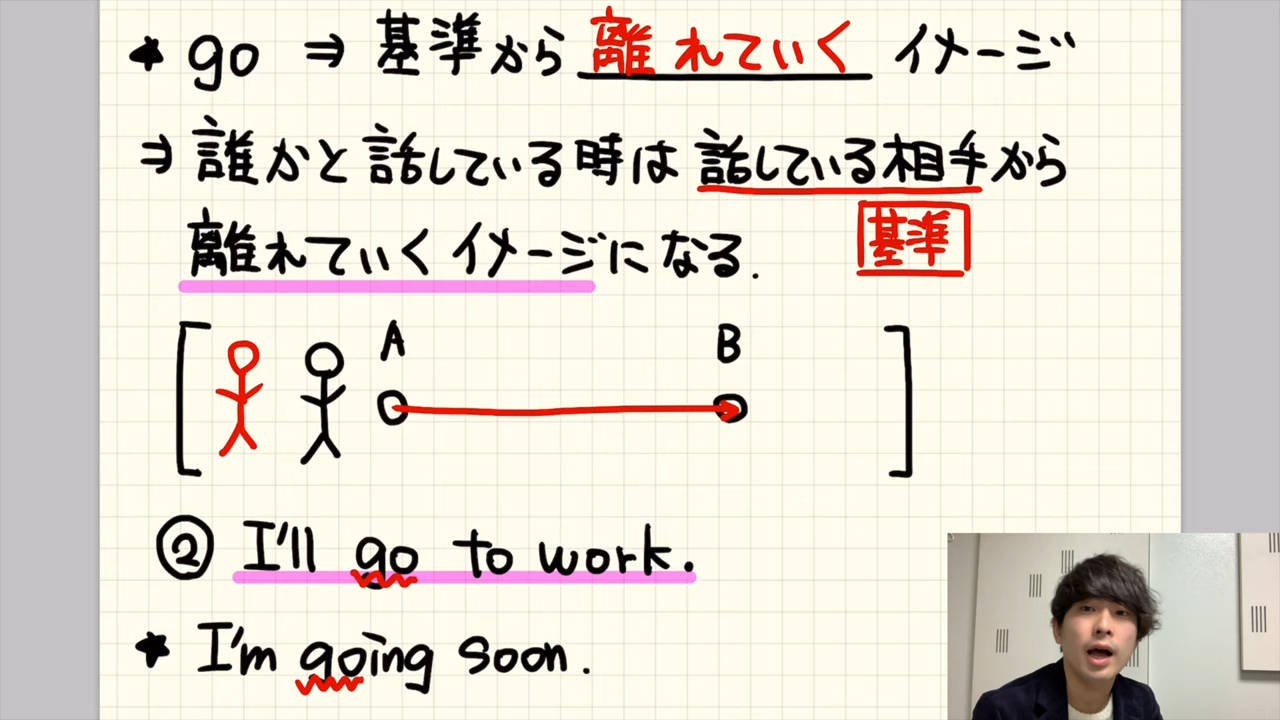 ★ go ⇒ 基準から離れていくイメージ
⇒ 誰かと話している時は話している相手から
基準
離れていくイメージになる.
A B
② I'll go to work.
★ I'm going soon.